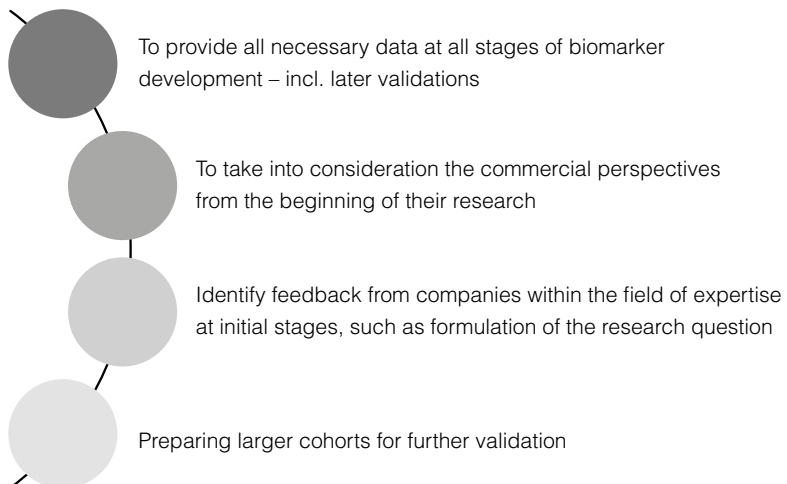 To provide all necessary data at all stages of biomarker
development – incl. later validations
To take into consideration the commercial perspectives
from the beginning of their research
Identify feedback from companies within the field of expertise
at initial stages, such as formulation of the research question
Preparing larger cohorts for further validation